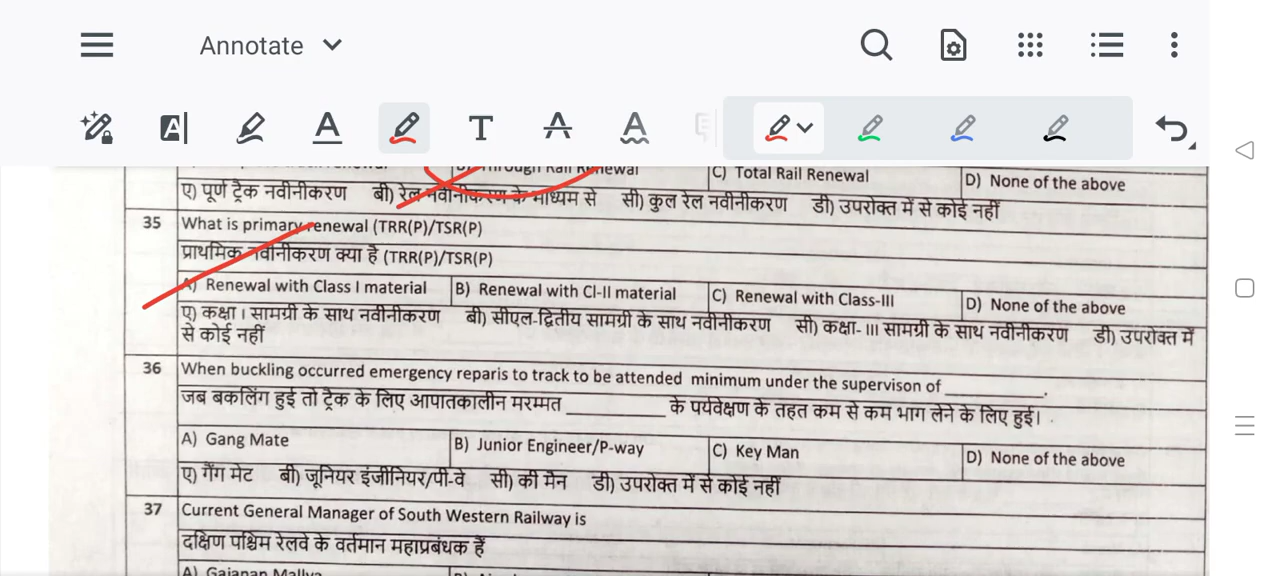 Annotate
B) Through Rail Renewal C) Total Rail Renewal D) None of the above
ए) पूर्ण ट्रैक नवीनीकरण बी) रेल नवीनीकरण के माध्यम से सी) कुल रेल नवीनीकरण डी) उपरोक्त में से कोई नहीं
35 What is primary renewal (TRR(P)/TSR(P)
प्राथमिक नवीनीकरण क्या है (TRR(P)/TSR(P)
A) Renewal with Class I material B) Renewal with Cl-II material C) Renewal with Class-III D) None of the above
ए) कक्षा I सामग्री के साथ नवीनीकरण बी) सीएल-द्वितीय सामग्री के साथ नवीनीकरण सी) कक्षा- III सामग्री के साथ नवीनीकरण डी) उपरोक्त में
से कोई नहीं
36 When buckling occurred emergency reparis to track to be attended minimum under the supervision of __________.
जब बकलिंग हुई तो ट्रैक के लिए आपातकालीन मरम्मत __________ के पर्यवेक्षण के तहत कम से कम भाग लेने के लिए हुई।
A) Gang Mate B) Junior Engineer/P-way C) Key Man D) None of the above
ए) गैंग मेट बी) जूनियर इंजीनियर/पी-वे सी) की मैन डी) उपरोक्त में से कोई नहीं
37 Current General Manager of South Western Railway is
दक्षिण पश्चिम रेलवे के वर्तमान महाप्रबंधक हैं
A) Gajanan Mallya